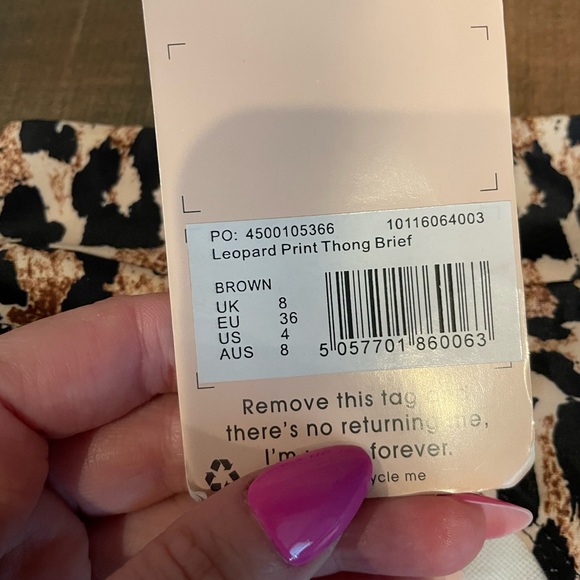 PO: 4500105366 10116064003
Leopard Print Thong Brief
BROWN
UK 8
EU 36
US 4
AUS 8
5 057701 860063
Remove this tag
there's no returning me,
I'm forever.
me